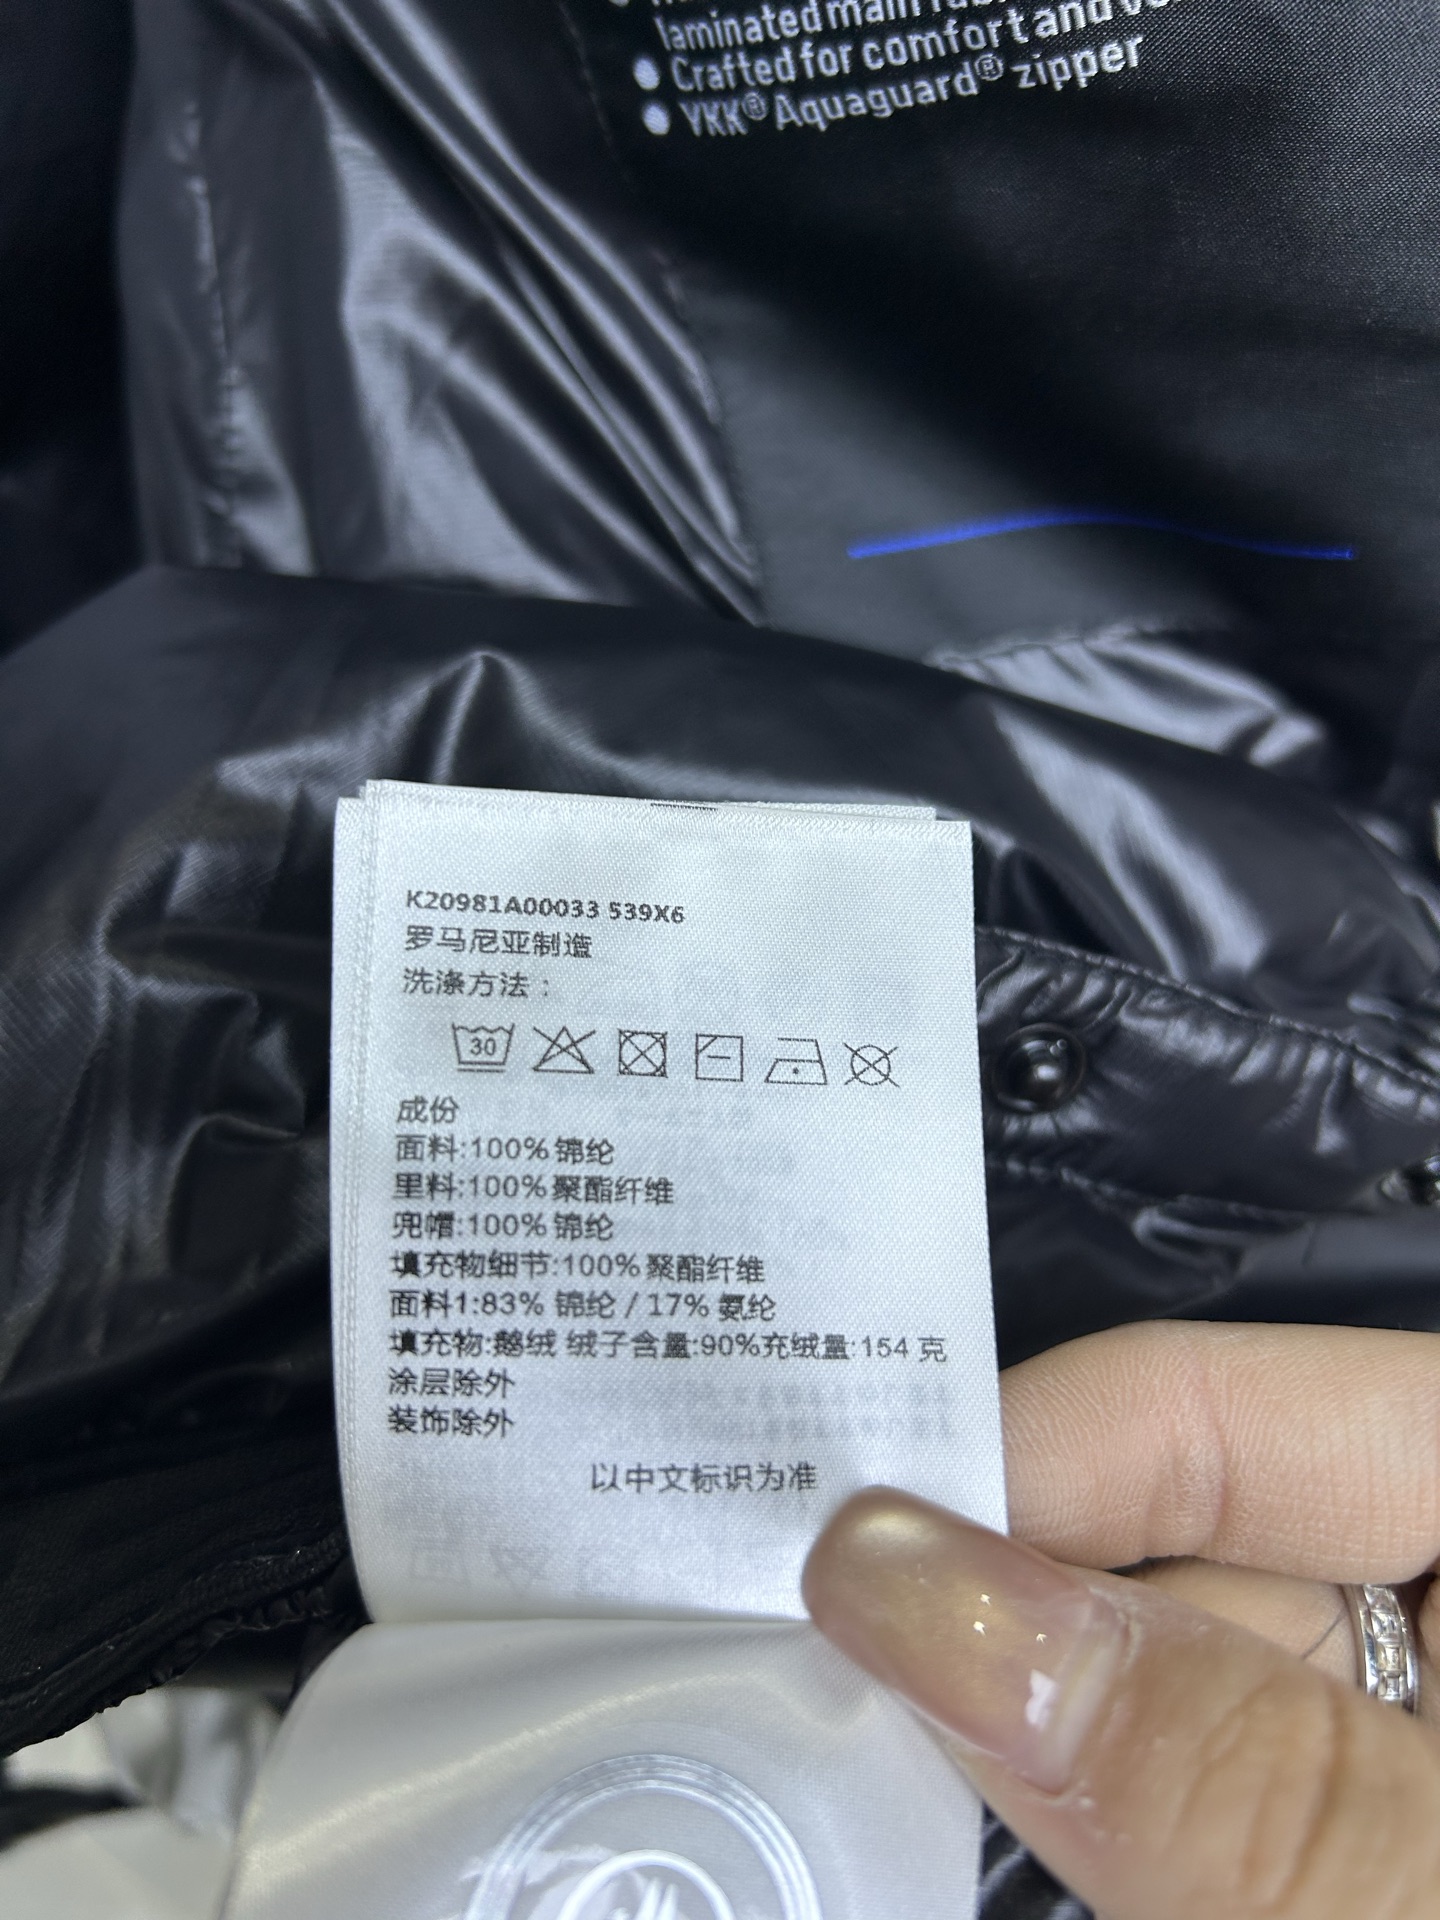 laminated main
Crafted for comfort and
YKK® Aquaguard® zipper
K20981A00033 539X6
罗马尼亚制造
洗涤方法：
30
成份
面料:100% 锦纶
里料:100% 聚酯纤维
兜帽:100% 锦纶
填充物细节:100% 聚酯纤维
面料1:83% 锦纶 / 17% 氨纶
填充物:鹅绒 绒子含量:90%充绒量:154 克
涂层除外
装饰除外
以中文标识为准